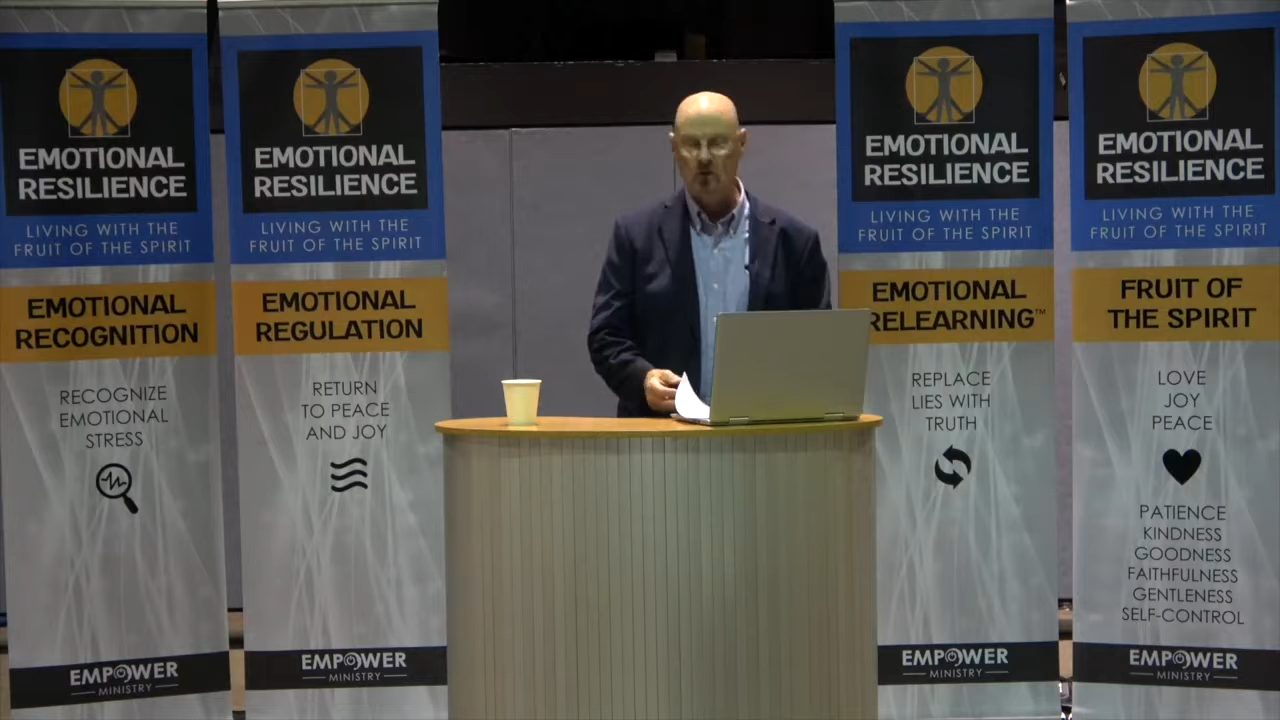 EMOTIONAL
RESILIENCE
LIVING WITH THE
FRUIT OF THE SPIRIT
EMOTIONAL
RECOGNITION
RECOGNIZE
EMOTIONAL
STRESS
EMPOWER
MINISTRY
EMOTIONAL
RESILIENCE
LIVING WITH THE
FRUIT OF THE SPIRIT
EMOTIONAL
REGULATION
RETURN
TO PEACE
AND JOY
EMPOWER
MINISTRY
EMOTIONAL
RESILIENCE
LIVING WITH THE
FRUIT OF THE SPIRIT
EMOTIONAL
RELEARNING™
REPLACE
LIES WITH
TRUTH
EMPOWER
MINISTRY
EMOTIONAL
RESILIENCE
LIVING WITH THE
FRUIT OF THE SPIRIT
FRUIT OF
THE SPIRIT
LOVE
JOY
PEACE
PATIENCE
KINDNESS
GOODNESS
FAITHFULNESS
GENTLENESS
SELF-CONTROL
EMPOWER
MINISTRY